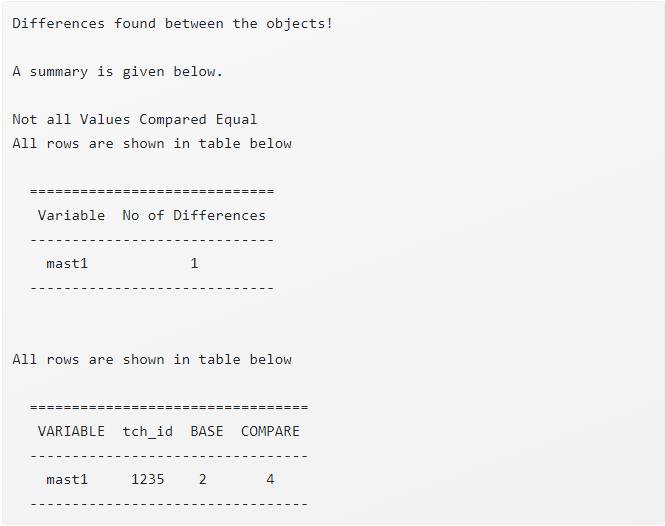 Differences found between the objects!
A summary is given below.
Not all Values Compared Equal
All rows are shown in table below
=============================
Variable  No of Differences
-----------------------------
mast1            1
-----------------------------
All rows are shown in table below
=================================
VARIABLE  tch_id  BASE  COMPARE
---------------------------------
mast1     1235    2       4
---------------------------------